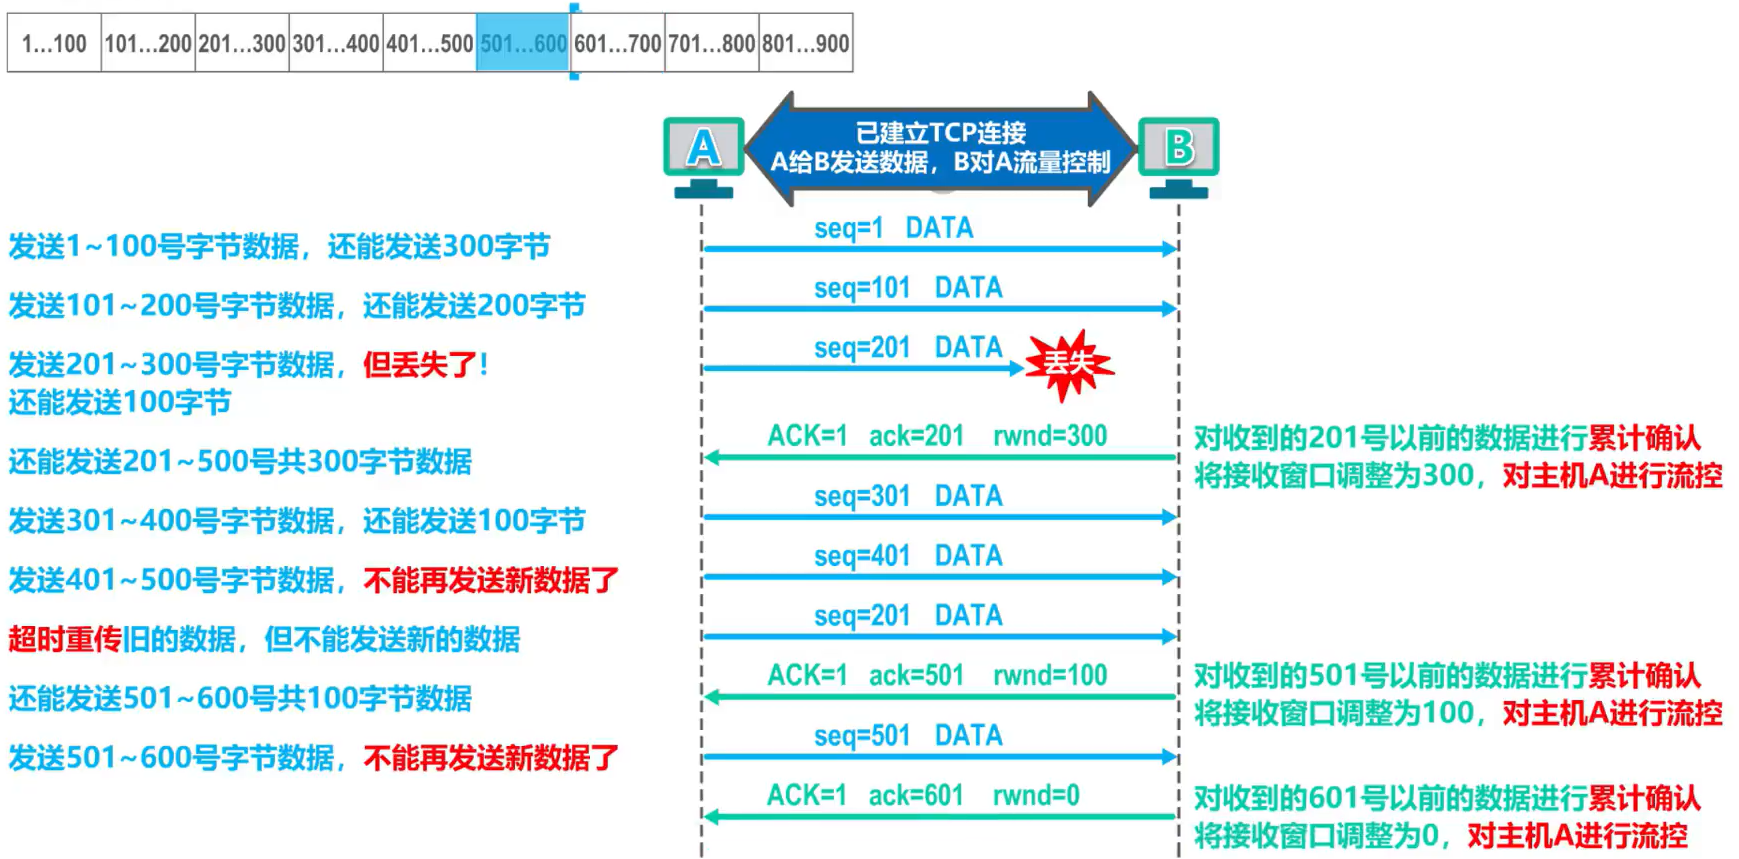 1…100 101…200 201…300 301…400 401…500 501…600 601…700 701…800 801…900
A
已建立TCP连接
A给B发送数据，B对A流量控制
B
发送1~100号字节数据，还能发送300字节
seq=1 DATA
发送101~200号字节数据，还能发送200字节
seq=101 DATA
发送201~300号字节数据，但丢失了！
还能发送100字节
seq=201 DATA
丢失
还能发送201~500号共300字节数据
ACK=1 ack=201 rwnd=300
对收到的201号以前的数据进行累计确认
将接收窗口调整为300，对主机A进行流控
发送301~400号字节数据，还能发送100字节
seq=301 DATA
发送401~500号字节数据，不能再发送新数据了
seq=401 DATA
超时重传旧的数据，但不能发送新的数据
seq=201 DATA
还能发送501~600号共100字节数据
ACK=1 ack=501 rwnd=100
对收到的501号以前的数据进行累计确认
将接收窗口调整为100，对主机A进行流控
发送501~600号字节数据，不能再发送新数据了
seq=501 DATA
ACK=1 ack=601 rwnd=0
对收到的601号以前的数据进行累计确认
将接收窗口调整为0，对主机A进行流控